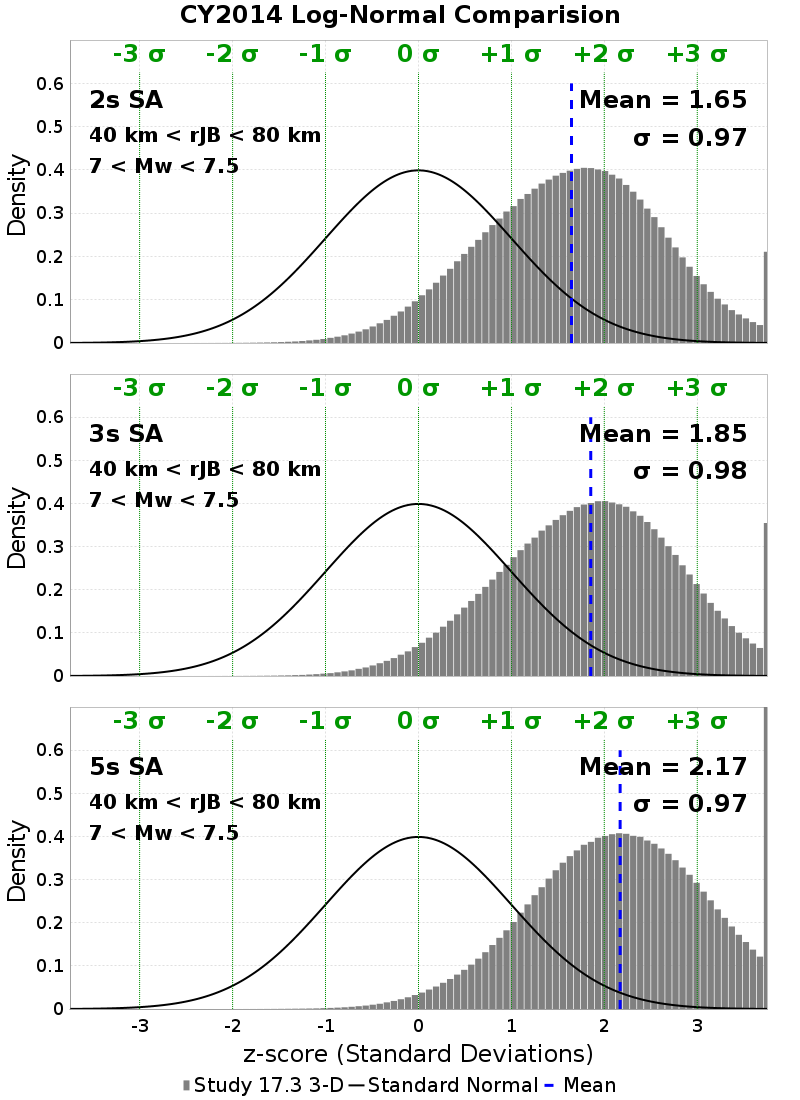 CY2014 Log-Normal Comparision
-3 σ -2 σ -1 σ 0 σ +1 σ +2 σ +3 σ
2s SA
Mean = 1.65
40 km < rJB < 80 km
σ = 0.97
7 < Mw < 7.5
Density
0.6
0.5
0.4
0.3
0.2
0.1
0
-3 σ -2 σ -1 σ 0 σ +1 σ +2 σ +3 σ
3s SA
Mean = 1.85
40 km < rJB < 80 km
σ = 0.98
7 < Mw < 7.5
Density
0.6
0.5
0.4
0.3
0.2
0.1
0
-3 σ -2 σ -1 σ 0 σ +1 σ +2 σ +3 σ
5s SA
Mean = 2.17
40 km < rJB < 80 km
σ = 0.97
7 < Mw < 7.5
Density
0.6
0.5
0.4
0.3
0.2
0.1
0
-3 -2 -1 0 1 2 3
z-score (Standard Deviations)
Study 17.3 3-D Standard Normal Mean